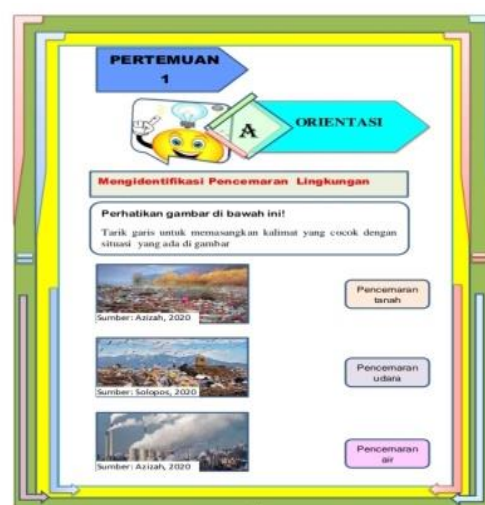 PERTEMUAN
1
A
ORIENTASI
Mengidentifikasi Pencemaran Lingkungan
Perhatikan gambar di bawah ini!
Tarik garis untuk memasangkan kalimat yang cocok dengan
situasi yang ada di gambar
Sumber: Azizah, 2020
Pencemaran
tanah
Sumber: Solopos, 2020
Pencemaran
udara
Sumber: Azizah, 2020
Pencemaran
air